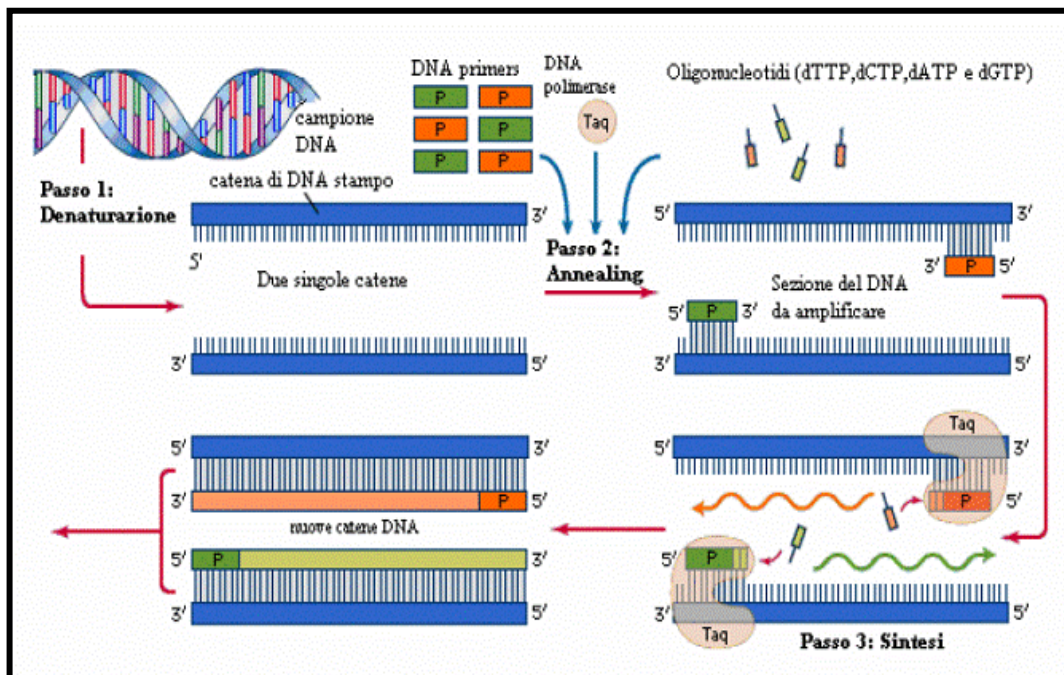 campione
DNA
DNA primers
P P
P P
P P
DNA
polimerase
Taq
Oligonucleotidi (dTTP,dCTP,dATP e dGTP)
Passo 1:
Denaturazione
catena di DNA stampo
3'
5'
Due singole catene
3' 5'
Passo 2:
Annealing
5' 3'
3' P 5'
Sezione del DNA
da amplificare
5' P 3'
3' 5'
Taq
5' 3'
P 5'
5' P
3' 5'
Taq
Passo 3: Sintesi
5' 3'
3' P 5'
nuove catene DNA
5' P 3'
3' 5'